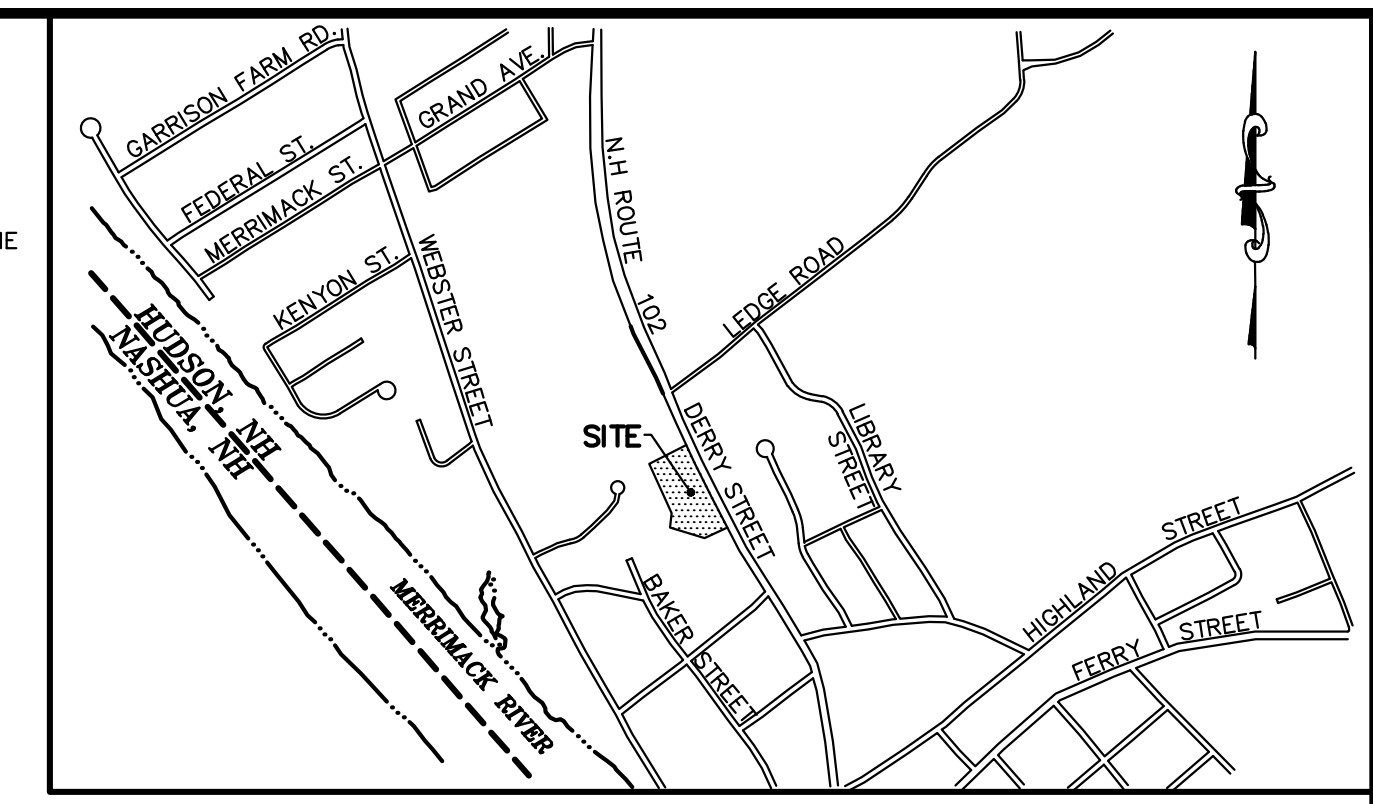 GARRISON FARM RD.
GRAND AVE.
FEDERAL ST.
MERRIMACK ST.
N.H ROUTE 102
IE
KENYON ST.
WEBSTER STREET
LEDGE ROAD
HUDSON, NH
NASHUA, NH
SITE
DERRY STREET
LIBRARY
STREET
HIGHLAND STREET
BAKER STREET
MERRIMACK RIVER
FERRY STREET